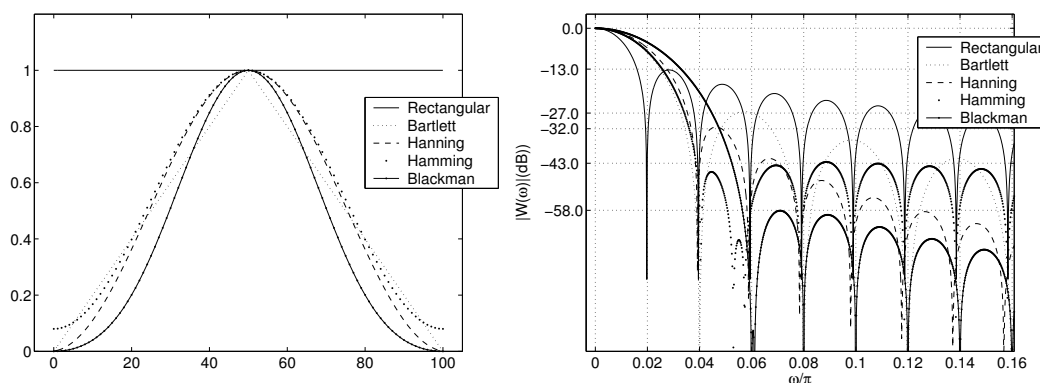 1
0.8
0.6
0.4
0.2
0
0 20 40 60 80 100
Rectangular
Bartlett
Hanning
Hamming
Blackman
|W(ω)|(dB))
0.0
−13.0
−27.0
−32.0
−43.0
−58.0
0 0.02 0.04 0.06 0.08 0.1 0.12 0.14 0.16
ω/π
Rectangular
Bartlett
Hanning
Hamming
Blackman